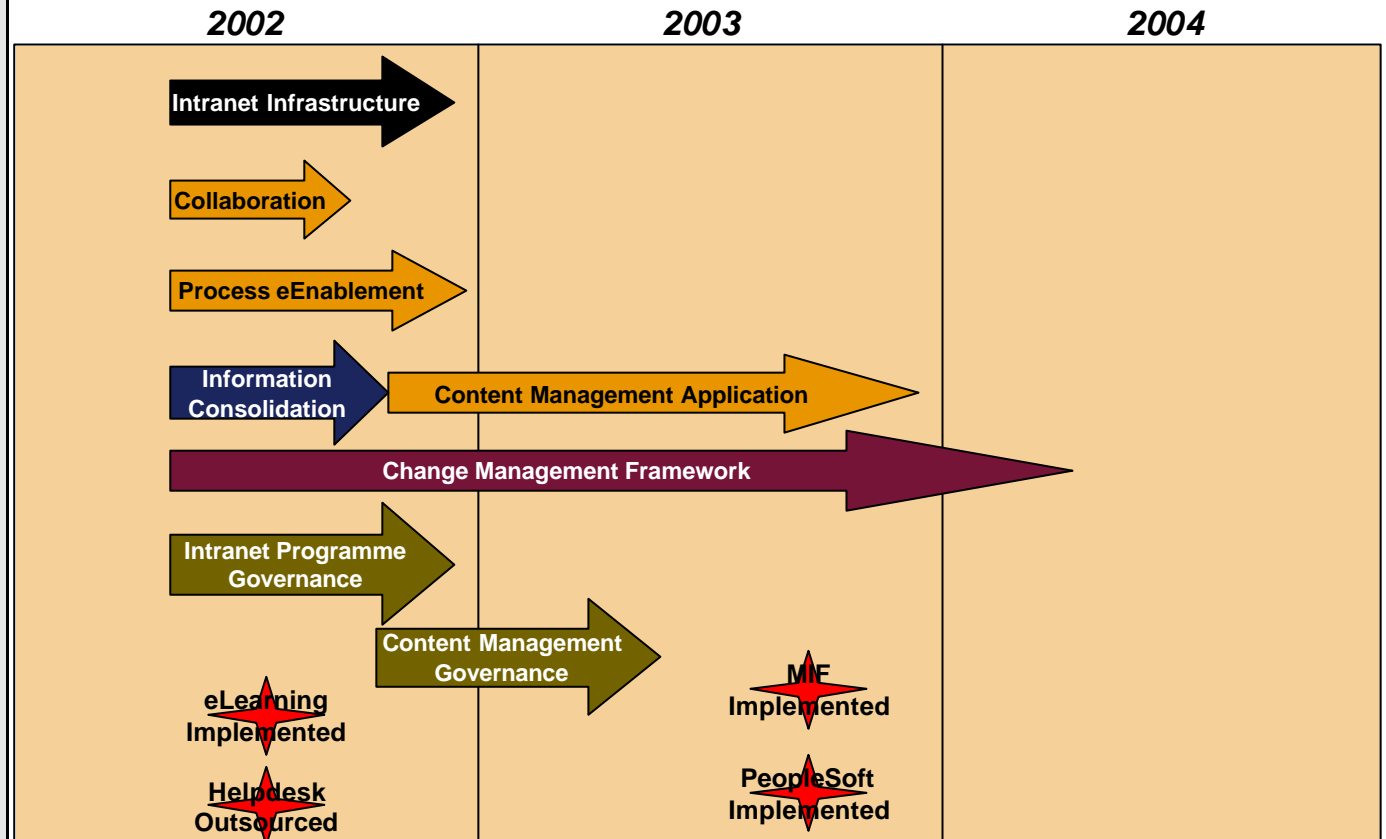 2002
2003
2004
Intranet Infrastructure
Collaboration
Process eEnablement
Information
Consolidation
Content Management Application
Change Management Framework
Intranet Programme
Governance
Content Management
Governance
eLearning
Implemented
MIF
Implemented
Helpdesk
Outsourced
PeopleSoft
Implemented